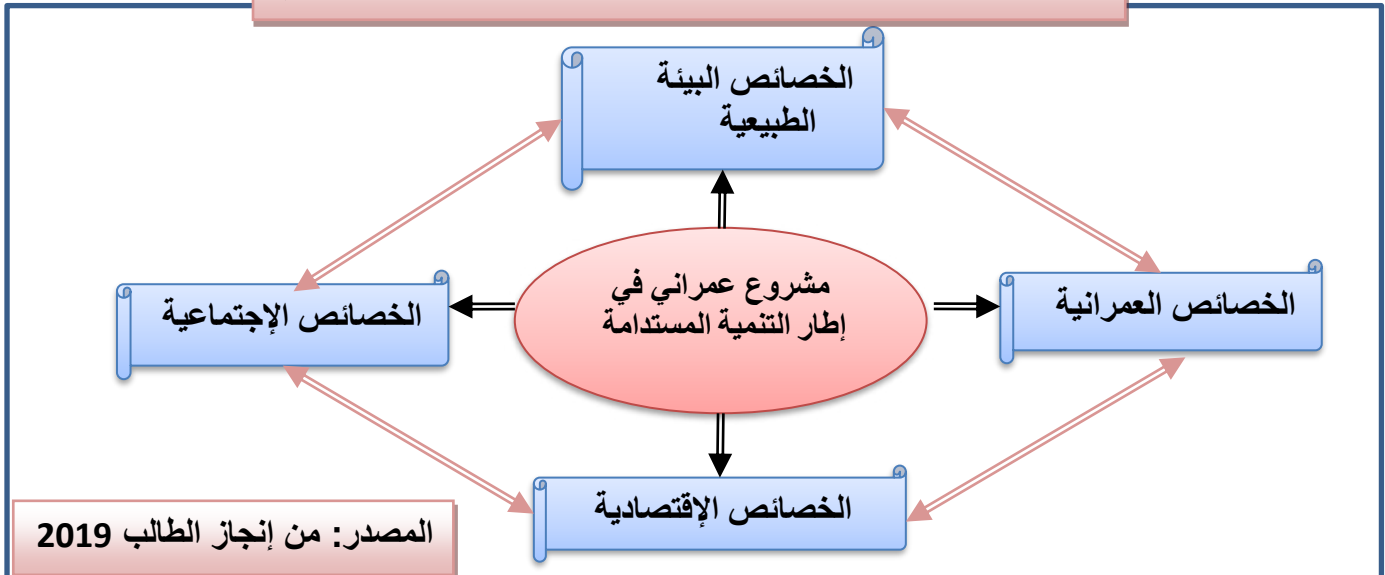 الخصائص البيئة
الطبيعية
مشروع عمراني في
إطار التنمية المستدامة
الخصائص العمرانية
الخصائص الإجتماعية
الخصائص الإقتصادية
المصدر: من إنجاز الطالب 2019